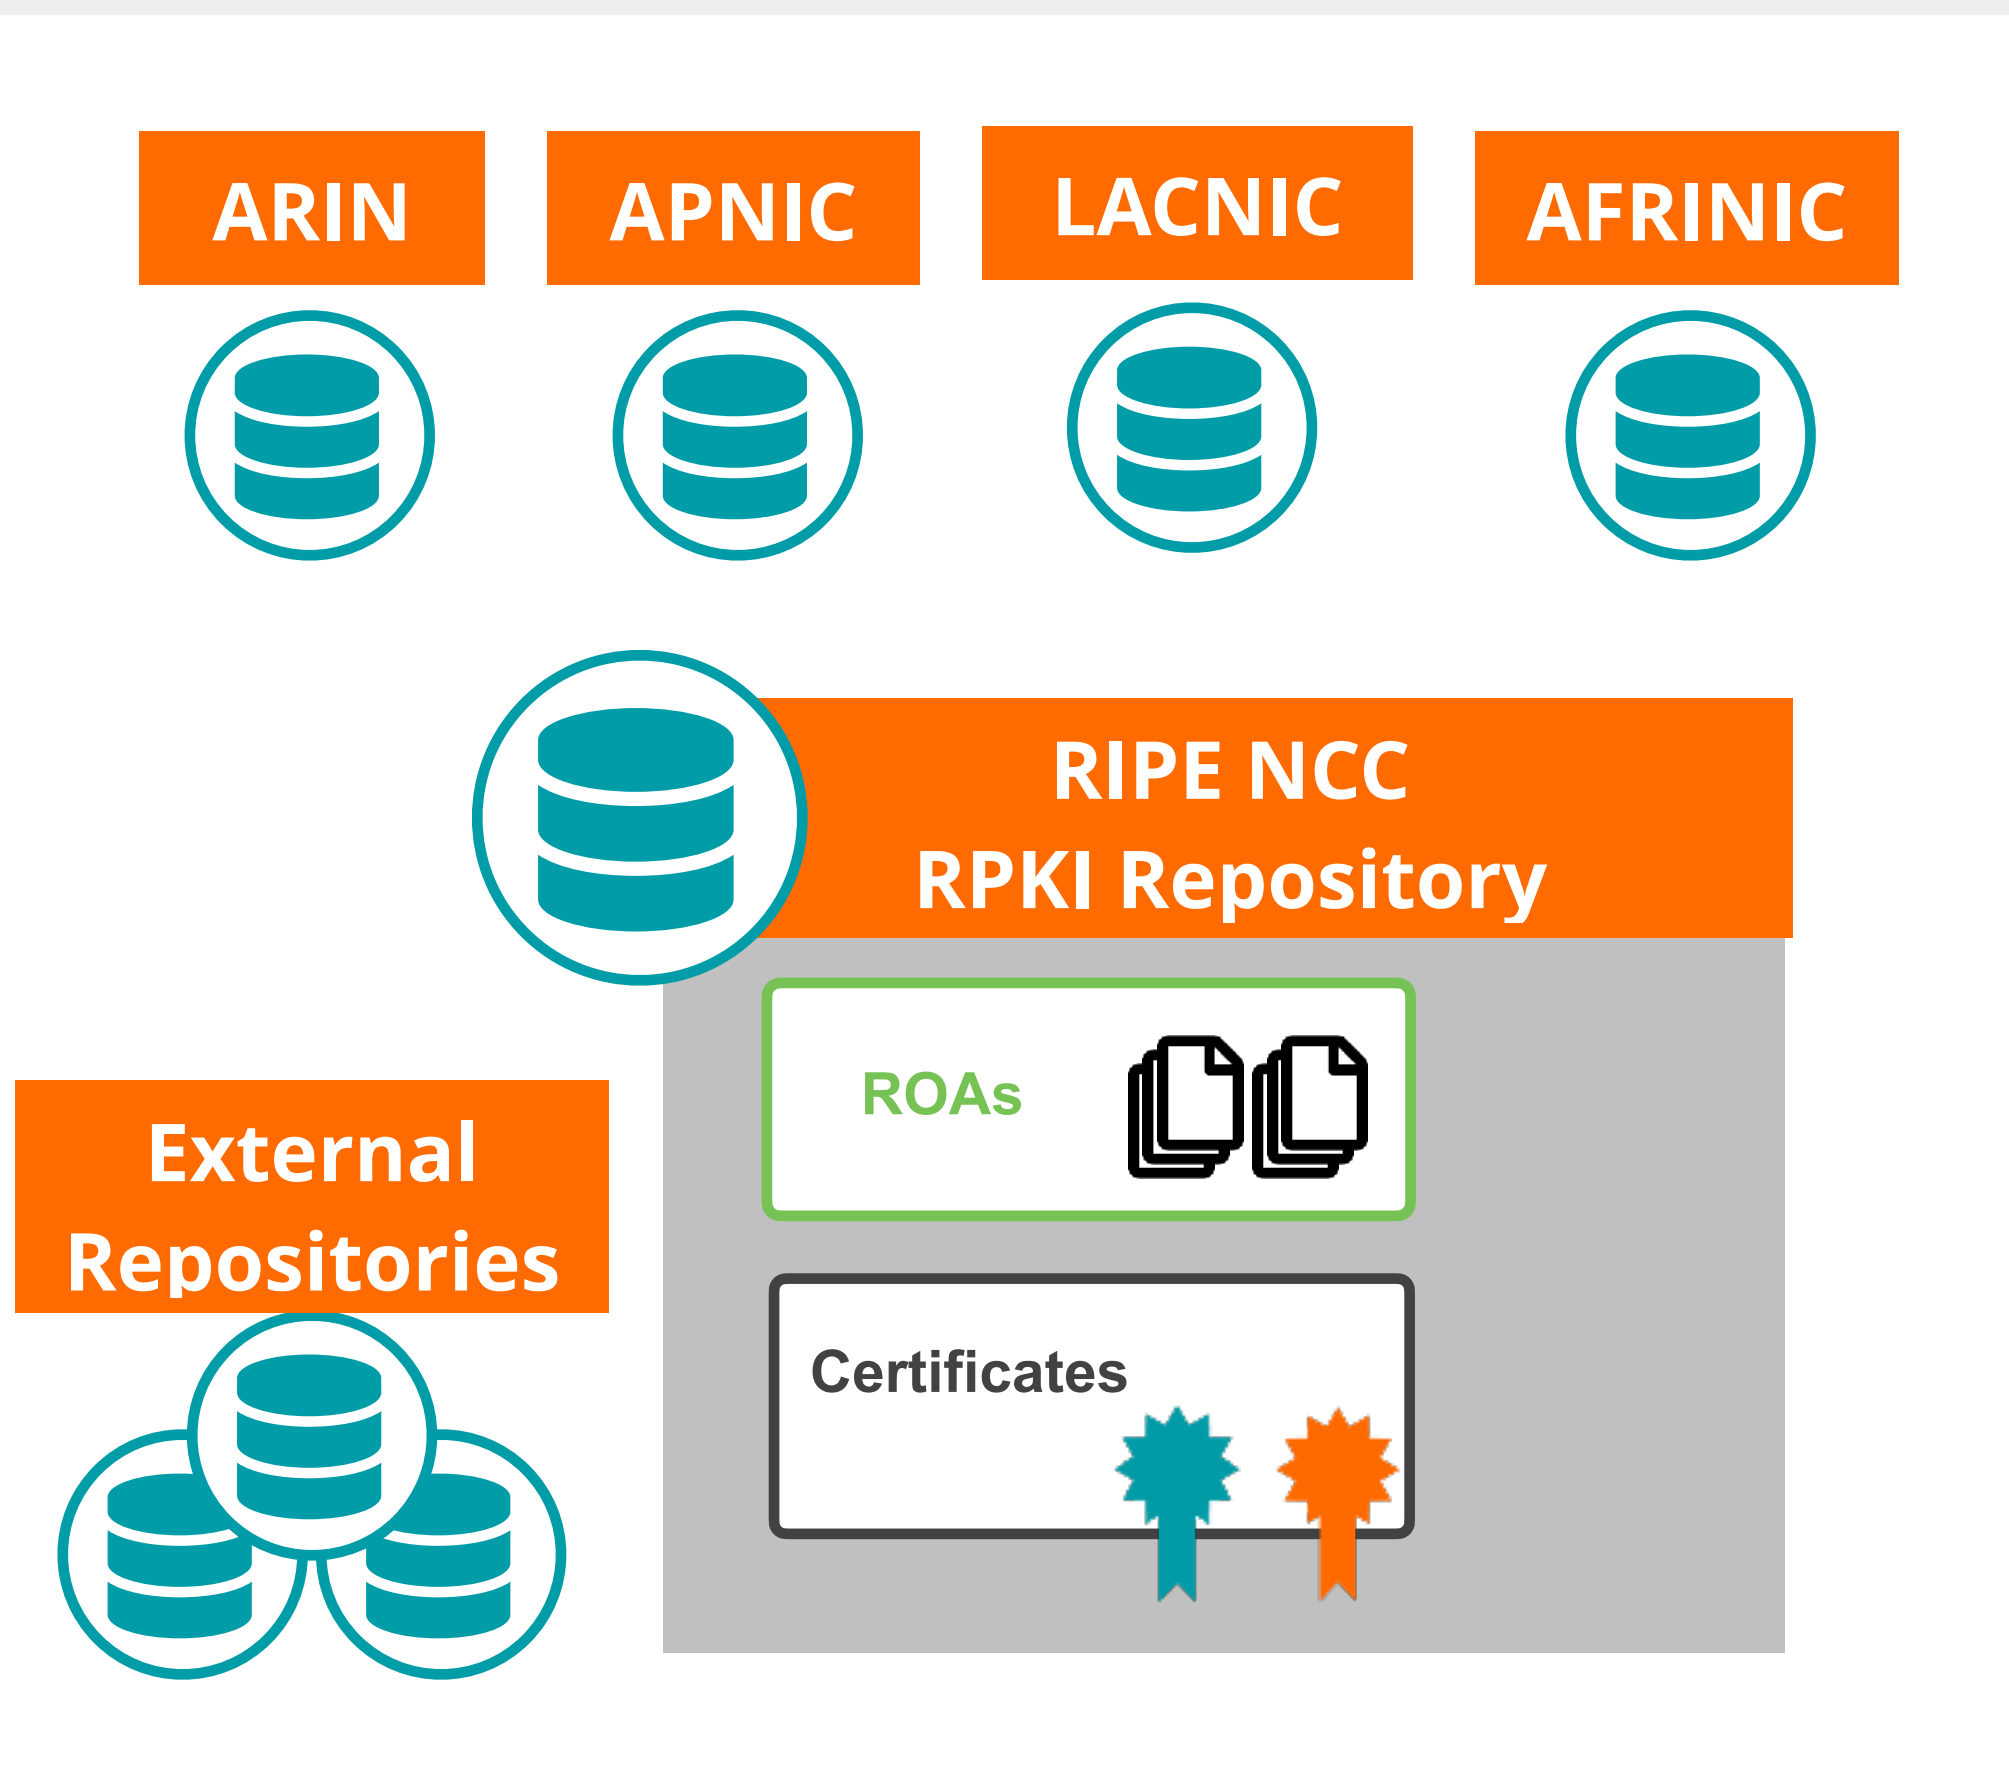 ARIN
APNIC
LACNIC
AFRINIC
RIPE NCC
RPKI Repository
ROAs
External
Repositories
Certificates